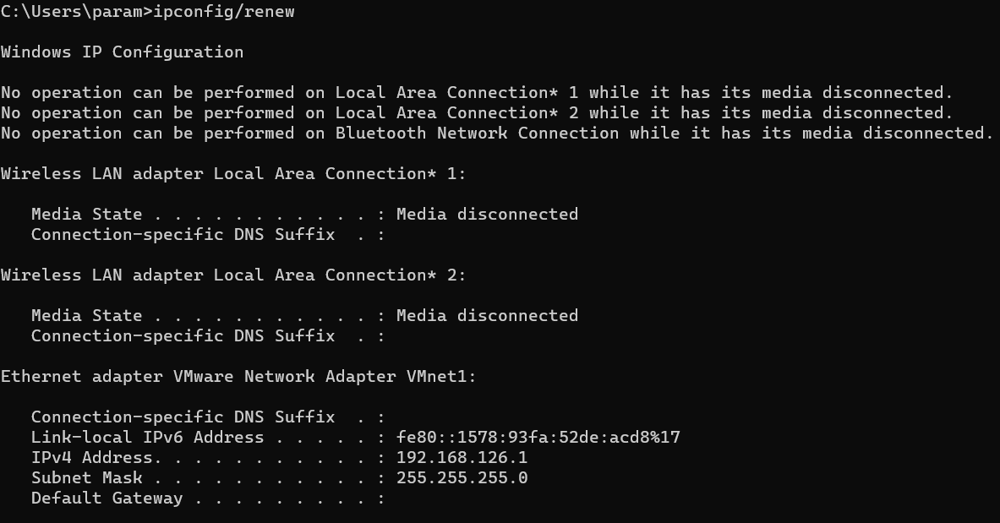 C:\Users\param>ipconfig/renew
Windows IP Configuration
No operation can be performed on Local Area Connection* 1 while it has its media disconnected.
No operation can be performed on Local Area Connection* 2 while it has its media disconnected.
No operation can be performed on Bluetooth Network Connection while it has its media disconnected.
Wireless LAN adapter Local Area Connection* 1:
   Media State . . . . . . . . . . . : Media disconnected
   Connection-specific DNS Suffix  . :
Wireless LAN adapter Local Area Connection* 2:
   Media State . . . . . . . . . . . : Media disconnected
   Connection-specific DNS Suffix  . :
Ethernet adapter VMware Network Adapter VMnet1:
   Connection-specific DNS Suffix  . :
   Link-local IPv6 Address . . . . . : fe80::1578:93fa:52de:acd8%17
   IPv4 Address. . . . . . . . . . . : 192.168.126.1
   Subnet Mask . . . . . . . . . . . : 255.255.255.0
   Default Gateway . . . . . . . . . :